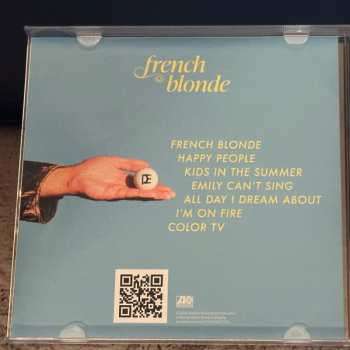 french
blonde
FRENCH BLONDE
HAPPY PEOPLE
KIDS IN THE SUMMER
EMILY CAN'T SING
ALL DAY I DREAM ABOUT
I'M ON FIRE
COLOR TV